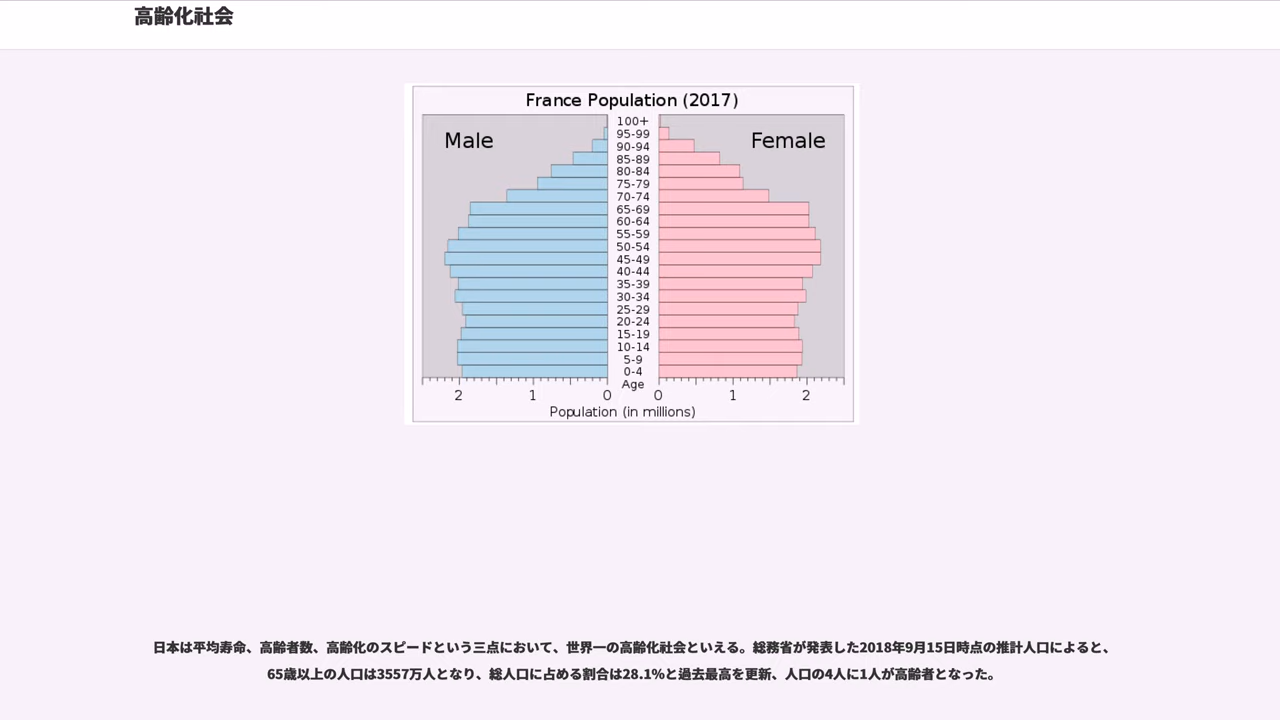 高齢化社会
France Population (2017)
Male
Female
100+
95-99
90-94
85-89
80-84
75-79
70-74
65-69
60-64
55-59
50-54
45-49
40-44
35-39
30-34
25-29
20-24
15-19
10-14
5-9
0-4
Age
2 1 0 0 1 2
Population (in millions)
日本は平均寿命、高齢者数、高齢化のスピードという三点において、世界一の高齢化社会といえる。総務省が発表した2018年9月15日時点の推計人口によると、
65歳以上の人口は3557万人となり、総人口に占める割合は28.1%と過去最高を更新、人口の4人に1人が高齢者となった。